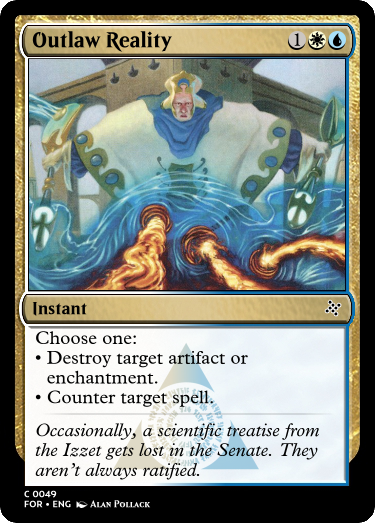 Outlaw Reality 1
Instant
Choose one:
• Destroy target artifact or
enchantment.
• Counter target spell.
Occasionally, a scientific treatise from
the Izzet gets lost in the Senate. They
aren't always ratified.
C 0049
FOR • ENG Alan Pollack